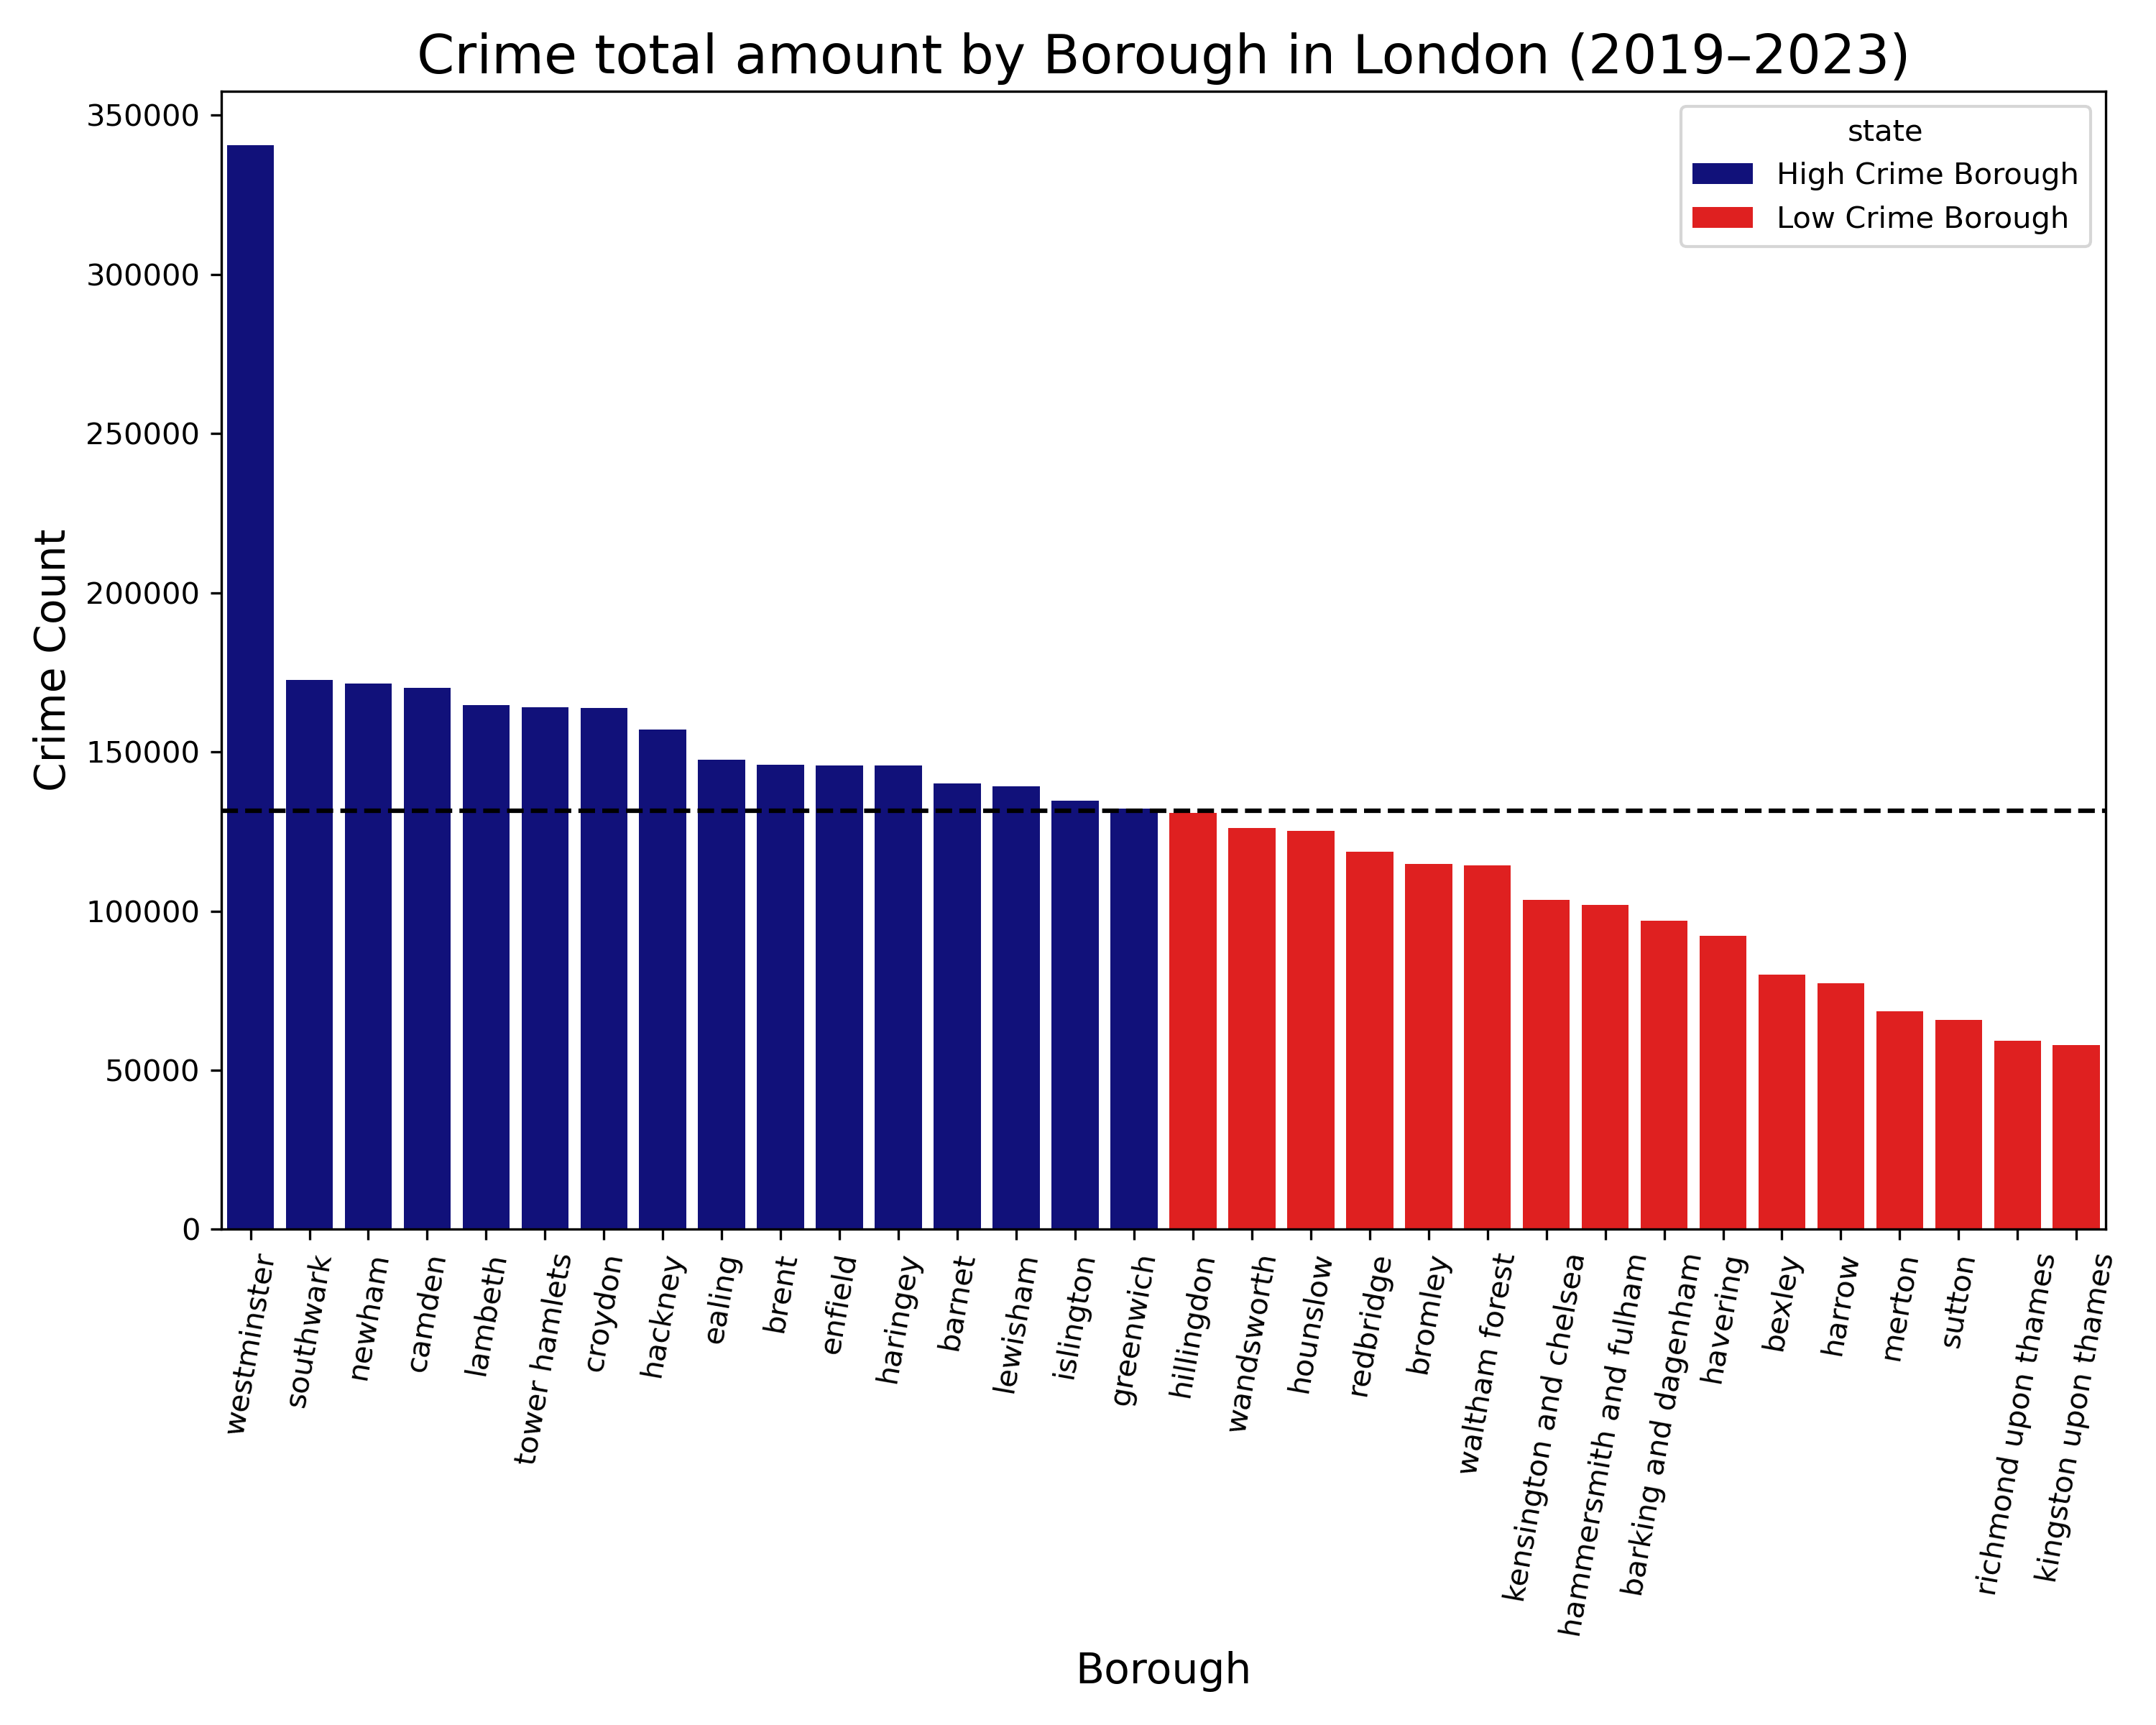 Crime total amount by Borough in London (2019–2023)
state
High Crime Borough
Low Crime Borough
Crime Count
350000
300000
250000
200000
150000
100000
50000
0
westminster
southwark
newham
camden
lambeth
tower hamlets
croydon
hackney
ealing
brent
enfield
haringey
barnet
lewisham
islington
greenwich
hillingdon
wandsworth
hounslow
redbridge
bromley
waltham forest
kensington and chelsea
hammersmith and fulham
barking and dagenham
havering
bexley
harrow
merton
sutton
richmond upon thames
kingston upon thames
Borough